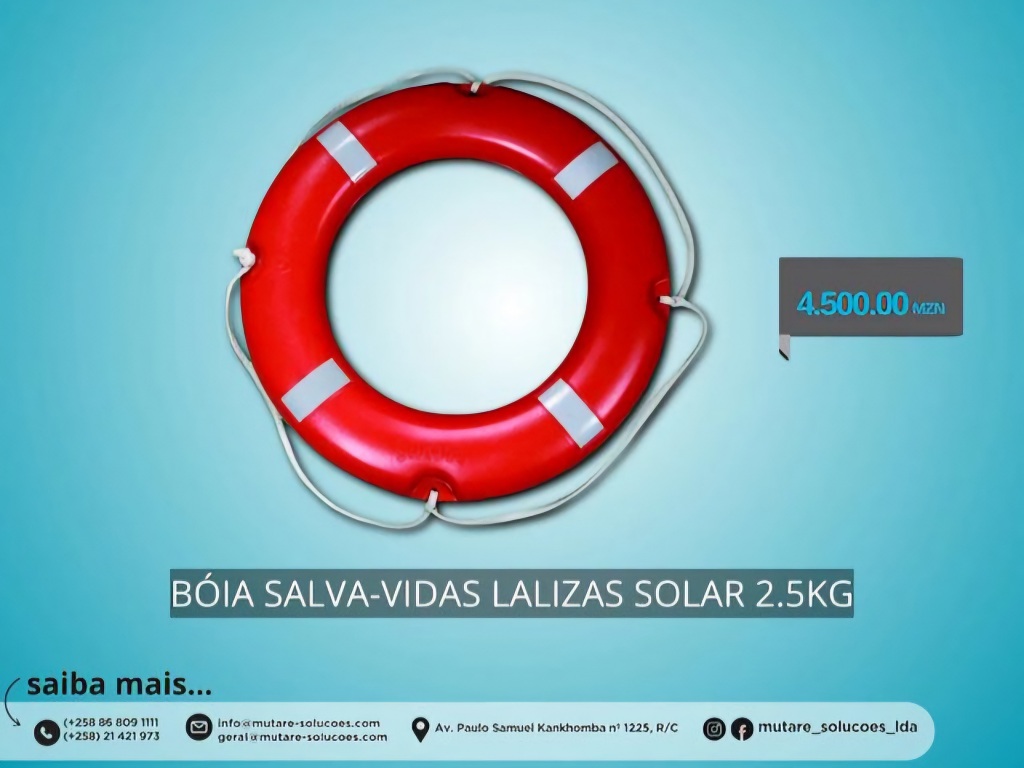 4.500.00 MZN
BÓIA SALVA-VIDAS LALIZAS SOLAR 2.5KG
saiba mais...
(+258 86 809 1111
(+258) 21 421 973
info@mutare-solucoes.com
geral@mutare-solucoes.com
Av. Paulo Samuel Kankhomba nº 1225, R/C
mutare_solucoes_lda